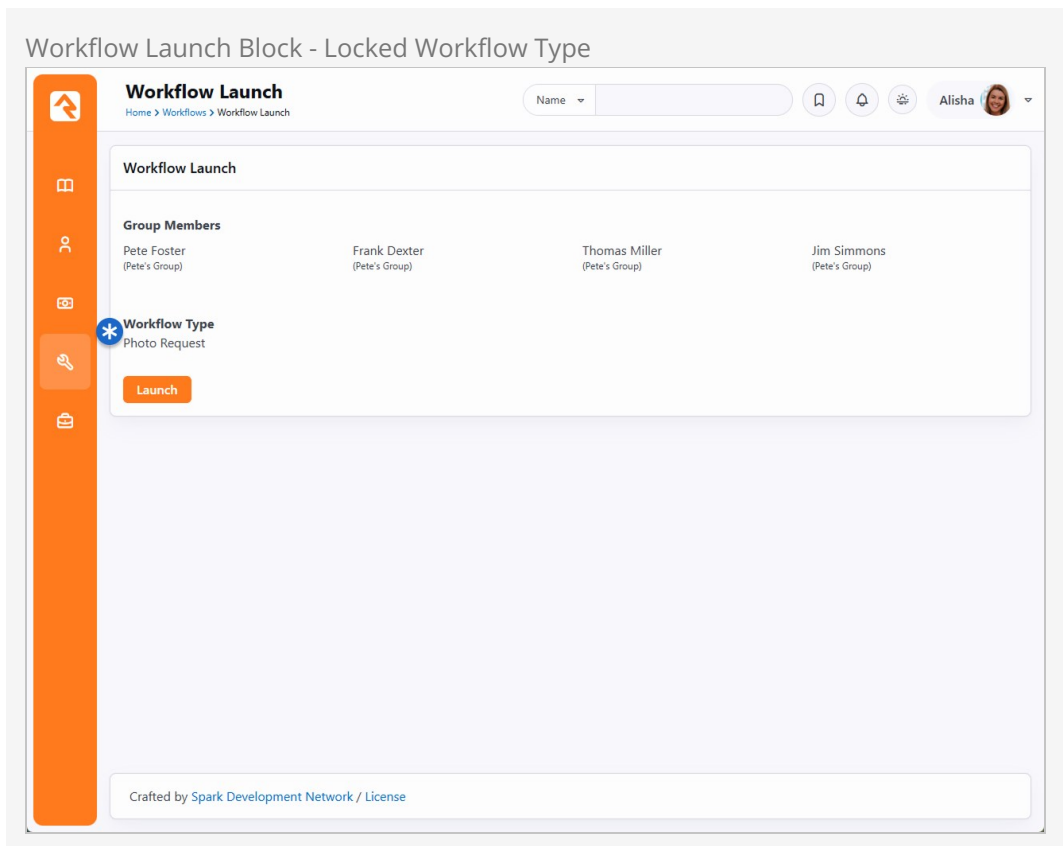 Workflow Launch Block - Locked Workflow Type
Workflow Launch
Home > Workflows > Workflow Launch
Name
Alisha
Workflow Launch
Group Members
Pete Foster Frank Dexter Thomas Miller Jim Simmons
(Pete's Group) (Pete's Group) (Pete's Group) (Pete's Group)
Workflow Type
Photo Request
Launch
Crafted by Spark Development Network / License